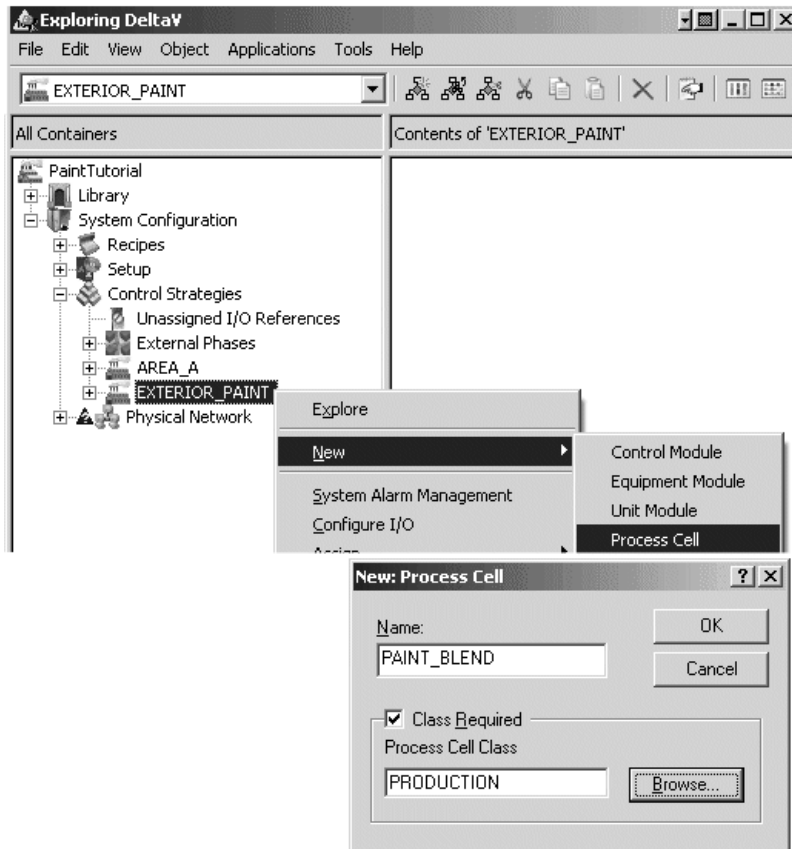 Exploring DeltaV
File Edit View Object Applications Tools Help
EXTERIOR_PAINT
All Containers
Contents of 'EXTERIOR_PAINT'
PaintTutorial
Library
System Configuration
Recipes
Setup
Control Strategies
Unassigned I/O References
External Phases
AREA_A
EXTERIOR_PAINT
Physical Network
Explore
New
System Alarm Management
Configure I/O
Assign
Control Module
Equipment Module
Unit Module
Process Cell
New: Process Cell
Name:
OK
PAINT_BLEND
Cancel
Class Required
Process Cell Class
PRODUCTION
Browse...